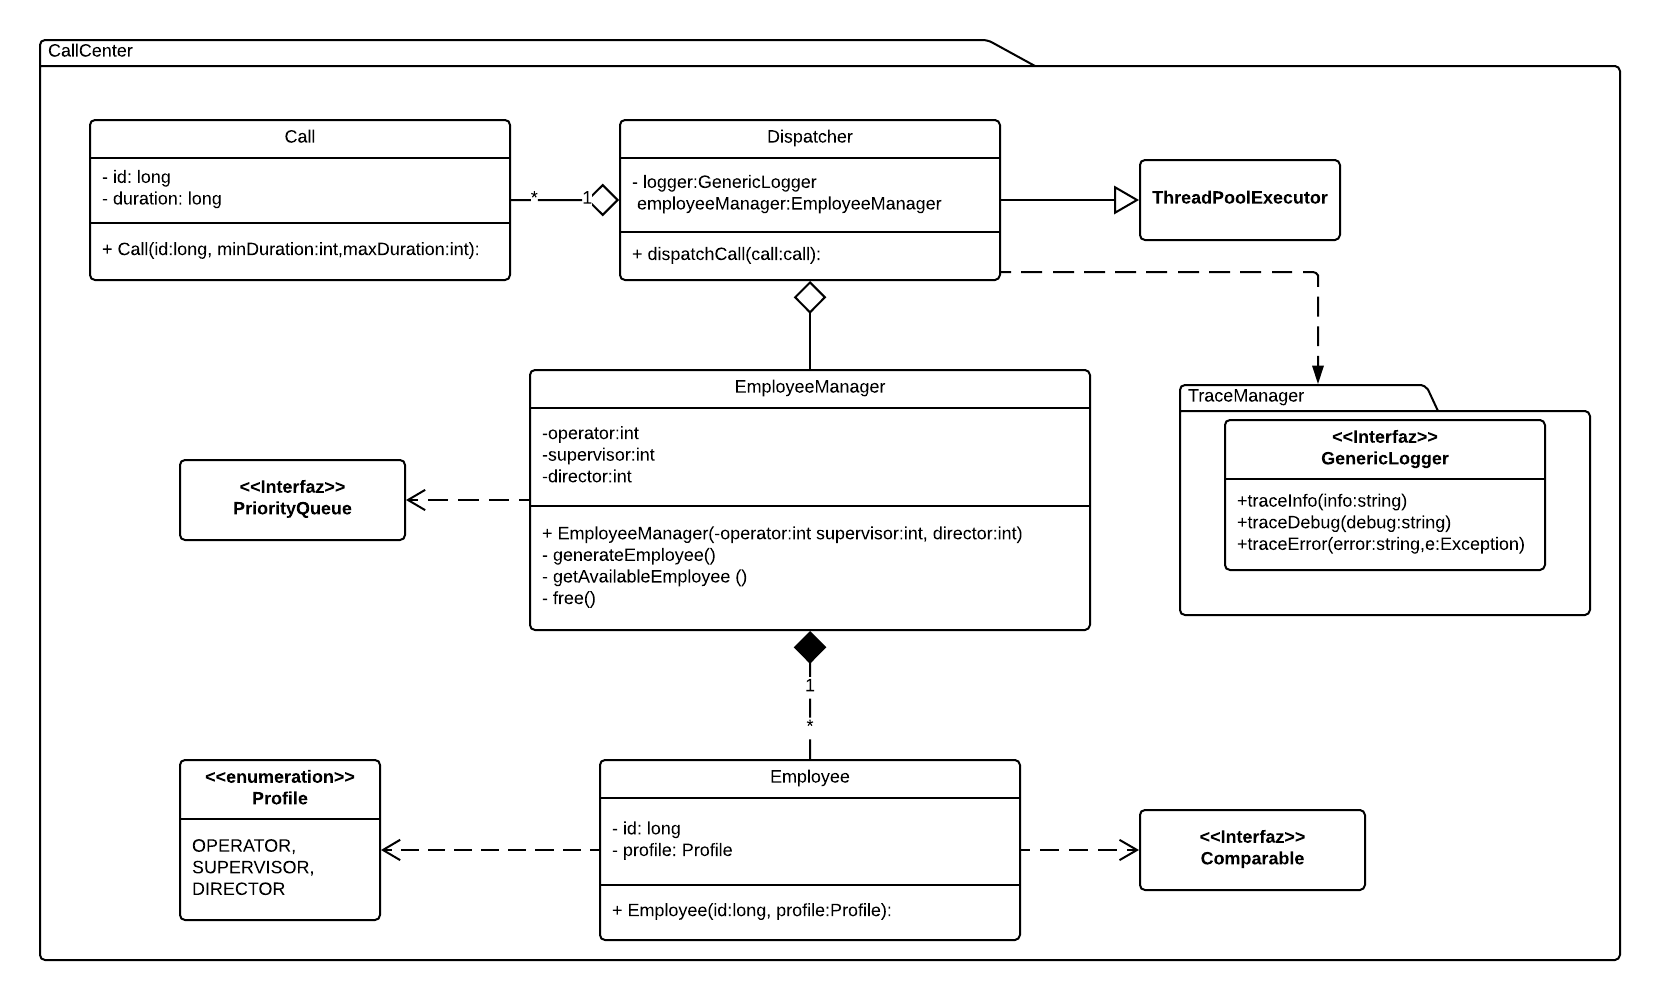 CallCenter
Call
- id: long
- duration: long
+ Call(id:long, minDuration:int,maxDuration:int):
*
1
Dispatcher
- logger:GenericLogger
employeeManager:EmployeeManager
+ dispatchCall(call:call):
ThreadPoolExecutor
EmployeeManager
-operator:int
-supervisor:int
-director:int
+ EmployeeManager(-operator:int supervisor:int, director:int)
- generateEmployee()
- getAvailableEmployee ()
- free()
<<Interfaz>>
PriorityQueue
TraceManager
<<Interfaz>>
GenericLogger
+traceInfo(info:string)
+traceDebug(debug:string)
+traceError(error:string,e:Exception)
1
*
<<enumeration>>
Profile
OPERATOR,
SUPERVISOR,
DIRECTOR
Employee
- id: long
- profile: Profile
+ Employee(id:long, profile:Profile):
<<Interfaz>>
Comparable